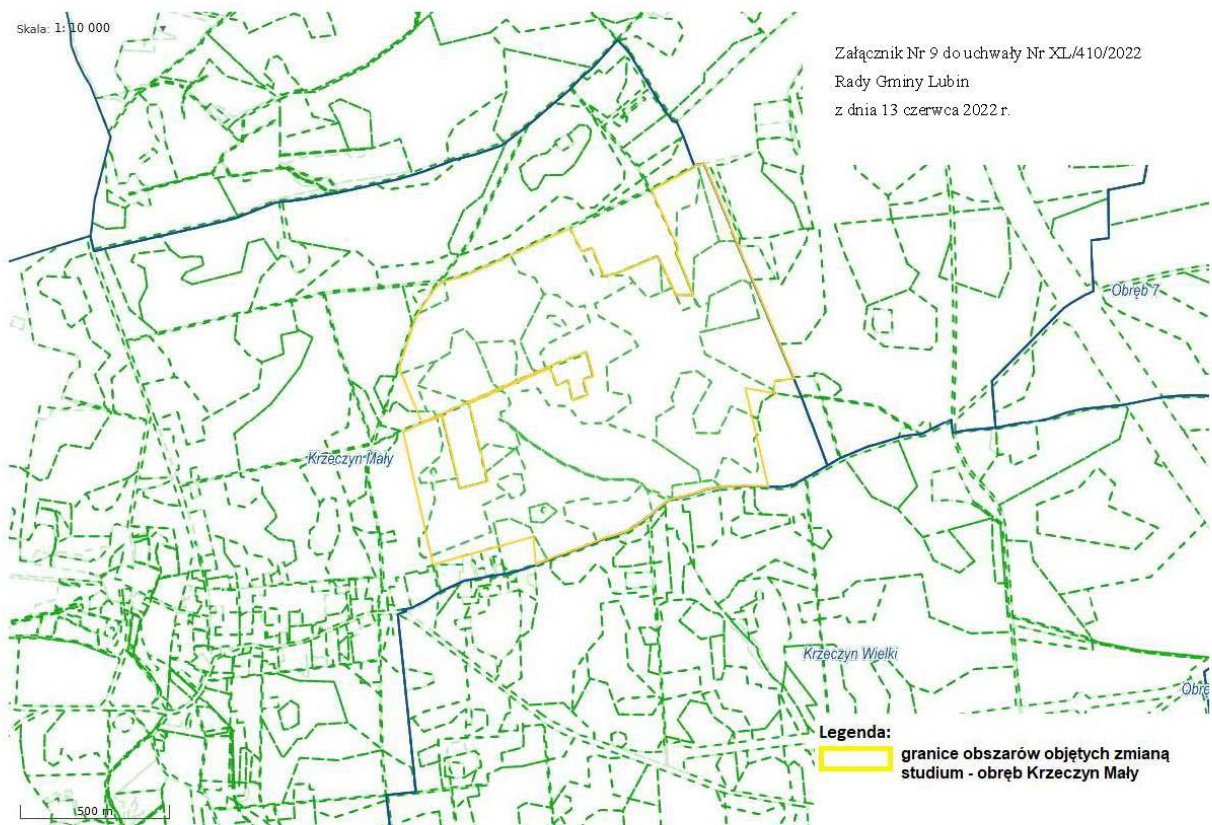 Skala: 1: 10 000
Załącznik Nr 9 do uchwały Nr XL/410/2022
Rady Gminy Lubin
z dnia 13 czerwca 2022 r.
Obręb 7
Krzeczyn Mały
Krzeczyn Wielki
Obrę
Legenda:
granice obszarów objętych zmianą
studium - obręb Krzeczyn Mały
500 m